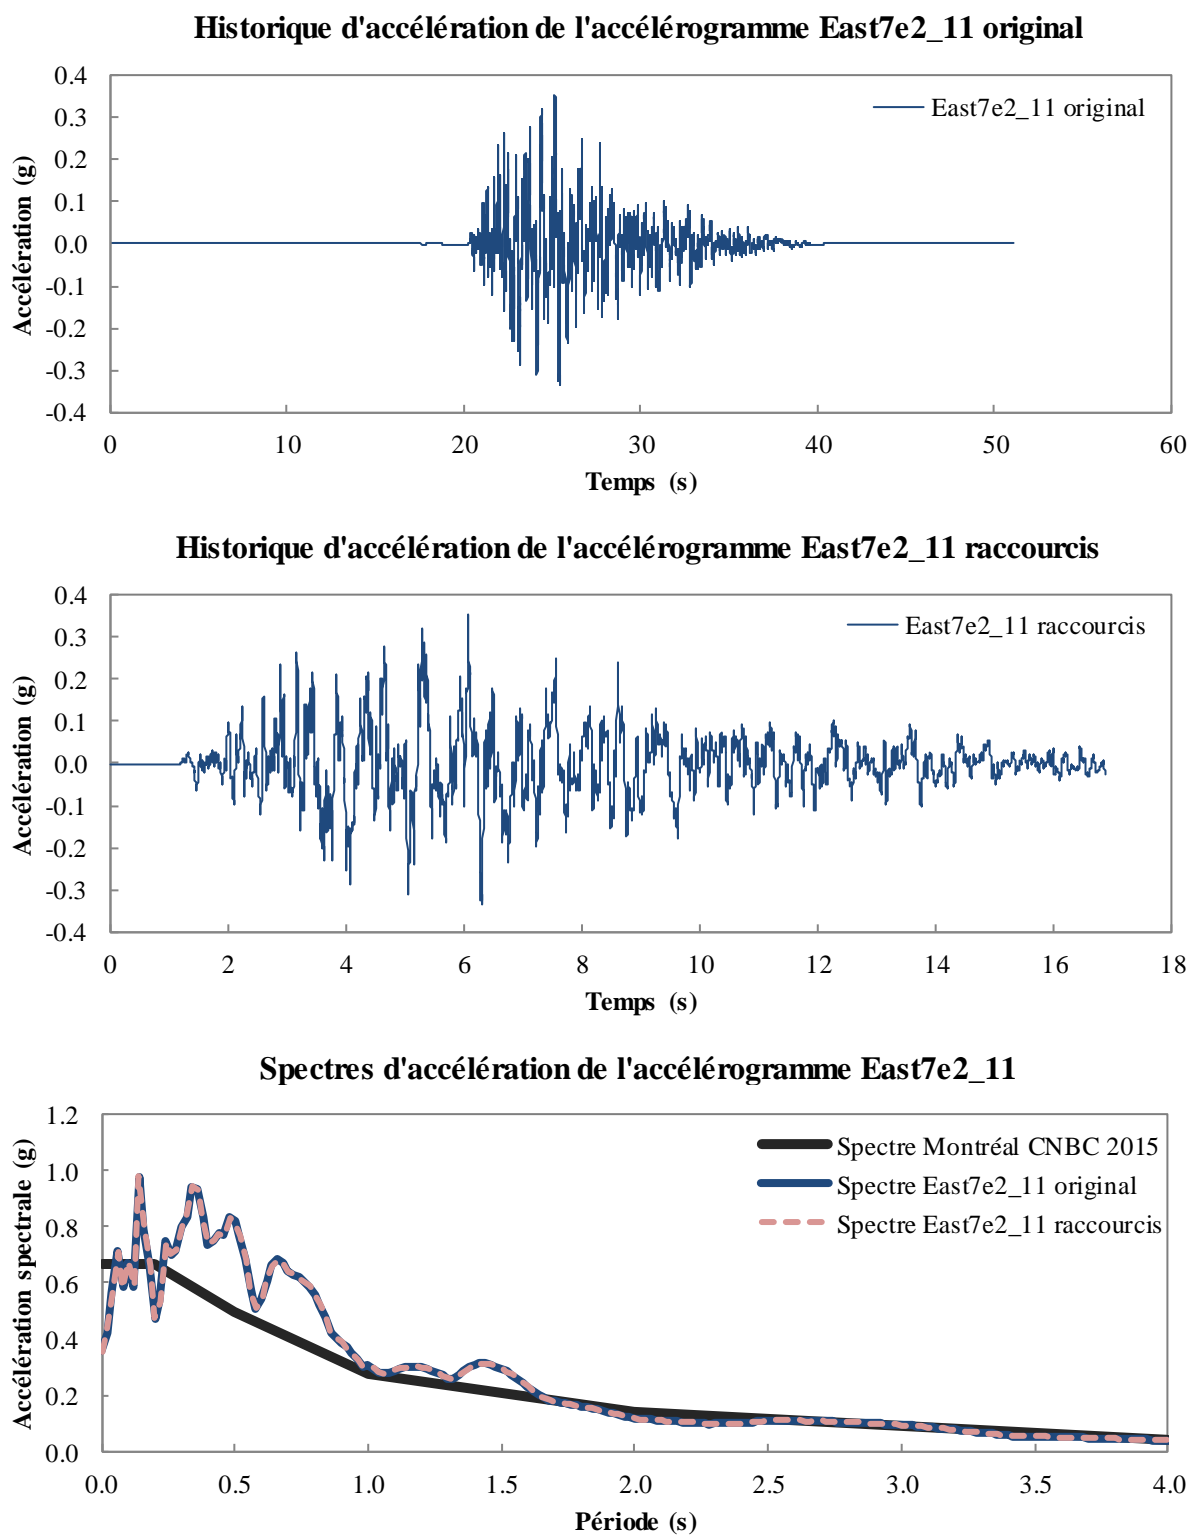 Historique d'accélération de l'accélérogramme East7e2_11 original
0.4
0.3
0.2
0.1
0.0
-0.1
-0.2
-0.3
-0.4
Accélération (g)
East7e2_11 original
0 10 20 30 40 50 60
Temps (s)
Historique d'accélération de l'accélérogramme East7e2_11 raccourcis
0.4
0.3
0.2
0.1
0.0
-0.1
-0.2
-0.3
-0.4
Accélération (g)
East7e2_11 raccourcis
0 2 4 6 8 10 12 14 16 18
Temps (s)
Spectres d'accélération de l'accélérogramme East7e2_11
1.2
1.0
0.8
0.6
0.4
0.2
0.0
Accélération spectrale (g)
Spectre Montréal CNBC 2015
Spectre East7e2_11 original
Spectre East7e2_11 raccourcis
0.0 0.5 1.0 1.5 2.0 2.5 3.0 3.5 4.0
Période (s)